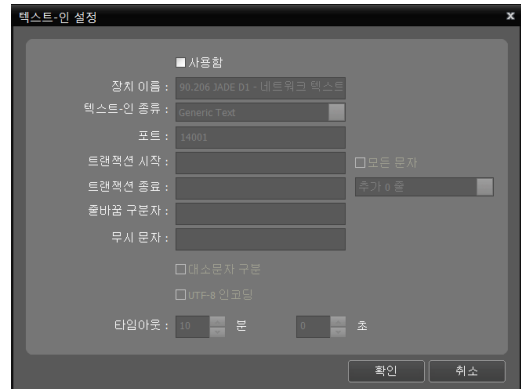 텍스트-인 설정 x
사용함
장치 이름 : 90.206 JADE D1 - 네트워크 텍스트
텍스트-인 종류 : Generic Text
포트 : 14001
트랜잭션 시작 : 모든 문자
트랜잭션 종료 : 추가 0 줄
줄바꿈 구분자 :
무시 문자 :
대소문자 구분
UTF-8 인코딩
타임아웃 : 10 분 0 초
확인 취소